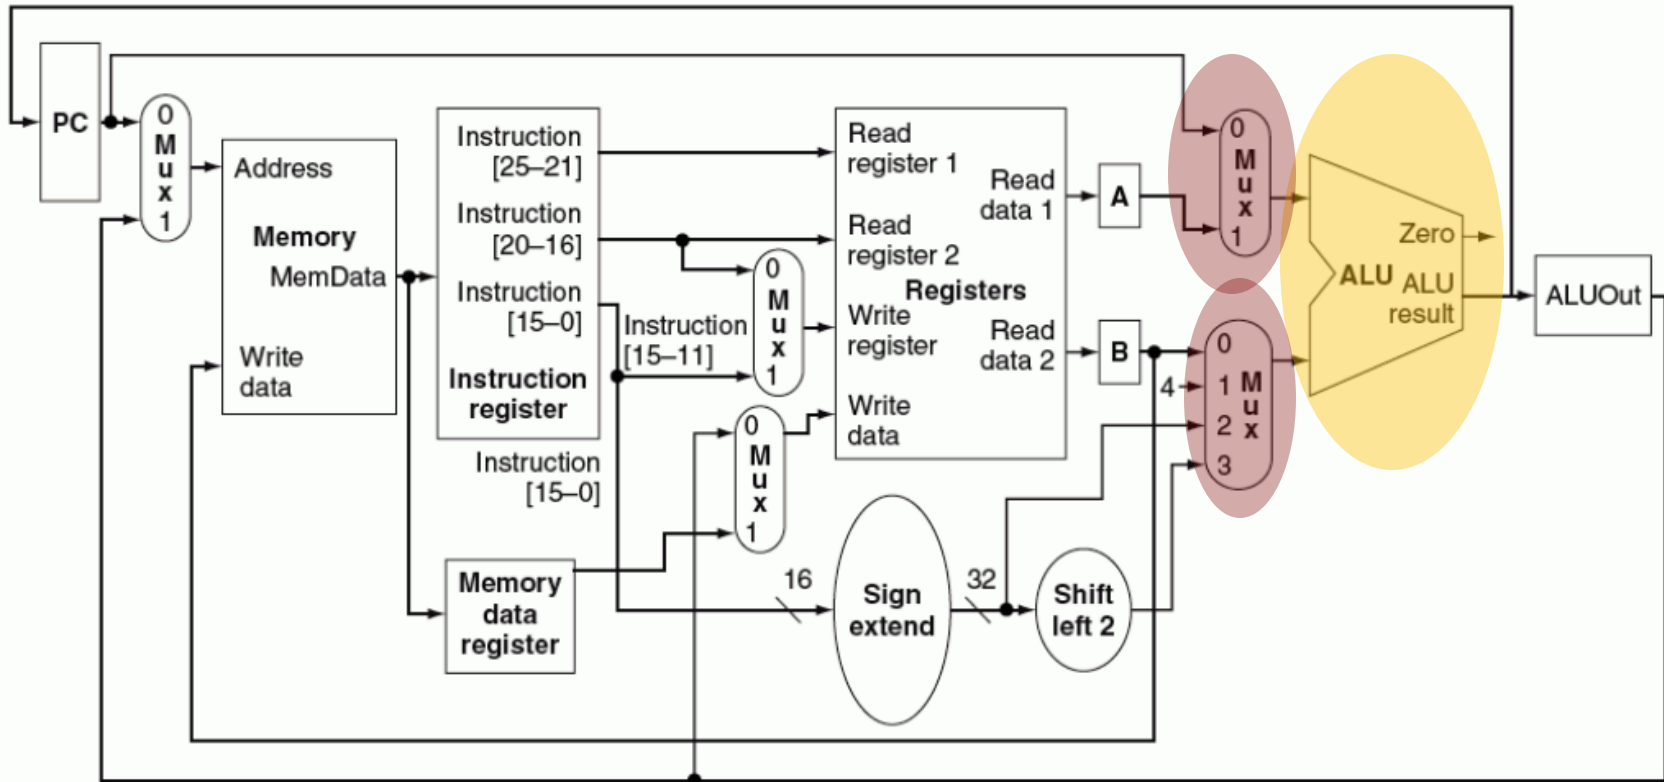 PC
0
M
u
x
1
Address
Memory
MemData
Write
data
Instruction
[25–21]
Instruction
[20–16]
Instruction
[15–0]
Instruction
register
Instruction
[15–11]
Instruction
[15–0]
0
M
u
x
1
0
M
u
x
1
Memory
data
register
16
Sign
extend
32
Shift
left 2
Read
register 1
Read
data 1
Read
register 2
Registers
Write
register
Read
data 2
Write
data
A
B
4
0
M
u
x
1
0
1
2
3
M
u
x
Zero
ALU
ALU
result
ALUOut